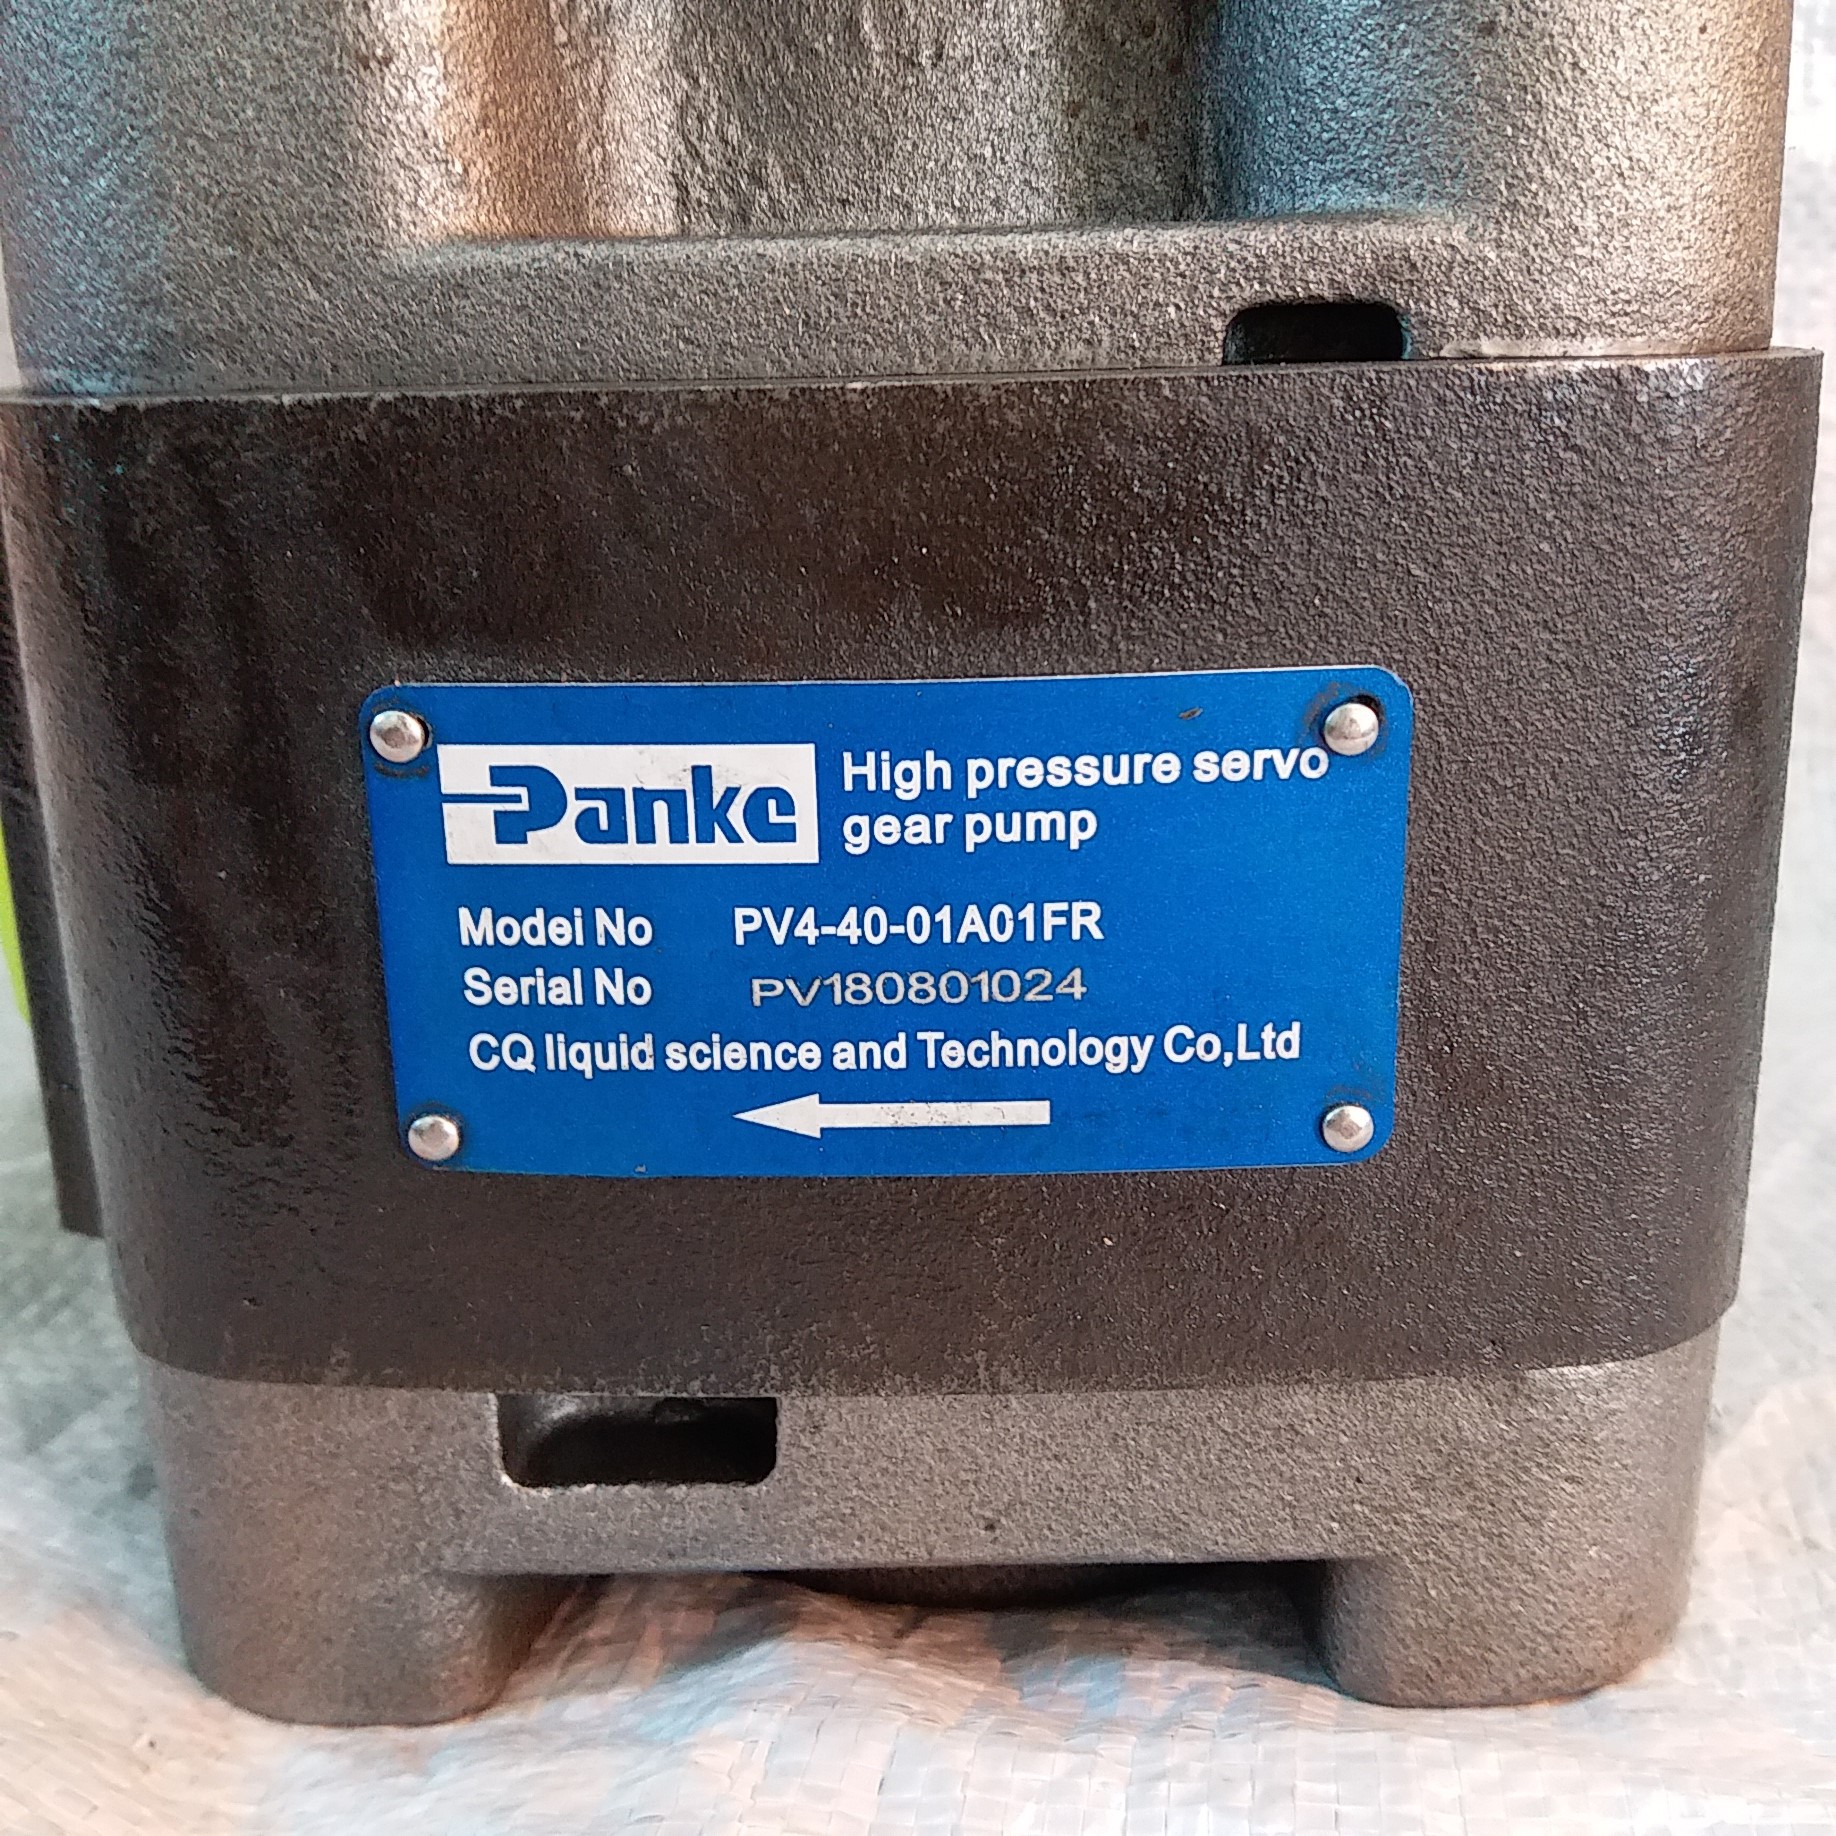 Panke High pressure servo
gear pump
Model No PV4-40-01A01FR
Serial No PV180801024
CQ liquid science and Technology Co,Ltd